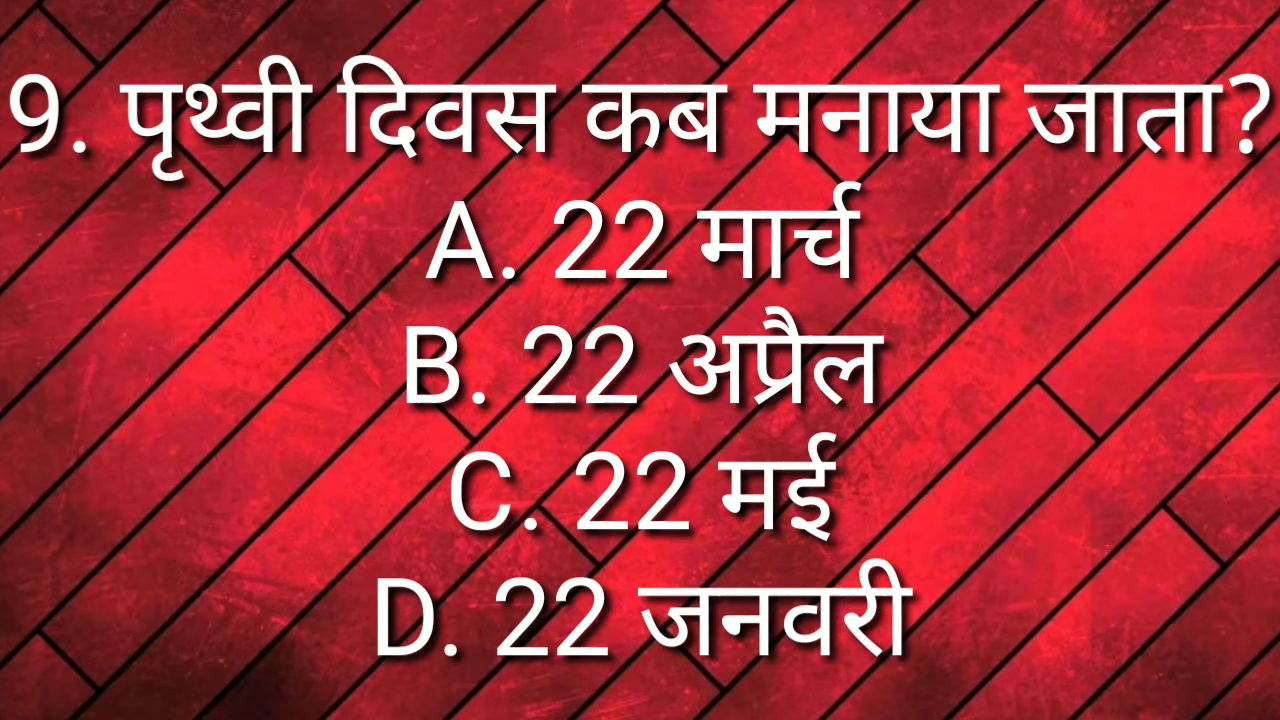 9. पृथ्वी दिवस कब मनाया जाता?
A. 22 मार्च
B. 22 अप्रैल
C. 22 मई
D. 22 जनवरी